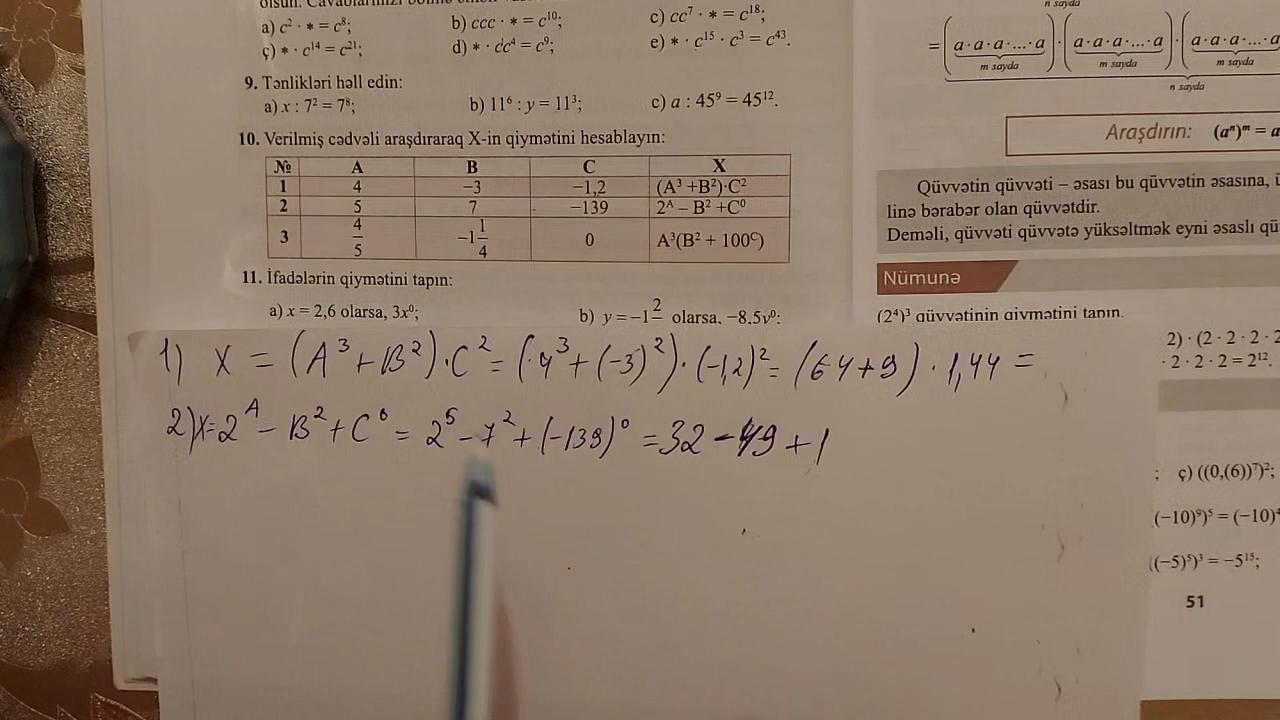 a) c² · * = c⁸; b) ccc · * = c¹⁰; c) cc⁷ · * = c¹⁸;
ç) * · c¹⁴ = c²¹; d) * · cc⁴ = c⁹; e) * · c¹⁵ · c³ = c⁴³.
9. Tənlikləri həll edin:
a) x : 7² = 7⁸; b) 11⁶ : y = 11³; c) a : 45⁹ = 45¹².
10. Verilmiş cədvəli araşdıraraq X-in qiymətini hesablayın:
№ A B C X
1 4 −3 −1,2 (A³ +B²)·C²
2 5 7 −139 2ᴬ – B² +C⁰
3 4/5 −1 1/4 0 A³(B² + 100ᶜ)
11. İfadələrin qiymətini tapın:
a) x = 2,6 olarsa, 3x⁰; b) y = −1 2 olarsa, −8.5y⁰;
1) X = (A³+B²)·C² = (4³+(-3)²)·(-1,2)² = (64+9)·1,44 =
2) X=2ᴬ – B²+C⁰ = 2⁵-7²+(-139)⁰ = 32-49+1
n sayda
= (a·a·a·...·a)·(a·a·a·...·a)·(a·a·a·...·a
m sayda m sayda m sayda
n sayda
Araşdırın: (aⁿ)ᵐ = a
Qüvvətin qüvvəti – əsası bu qüvvətin əsasına,
linə bərabər olan qüvvətdir.
Deməli, qüvvəti qüvvətə yüksəltmək eyni əsaslı
Nümunə
(2⁴)³ qüvvətinin qiymətini tapın.
2) · (2 · 2 · 2 · 2
· 2 · 2 · 2 = 2¹².
; ç) ((0,(6))⁷)²;
(−10)⁹)⁵ = (−10)⁴
((−5)⁵)³ = −5¹⁵;
51